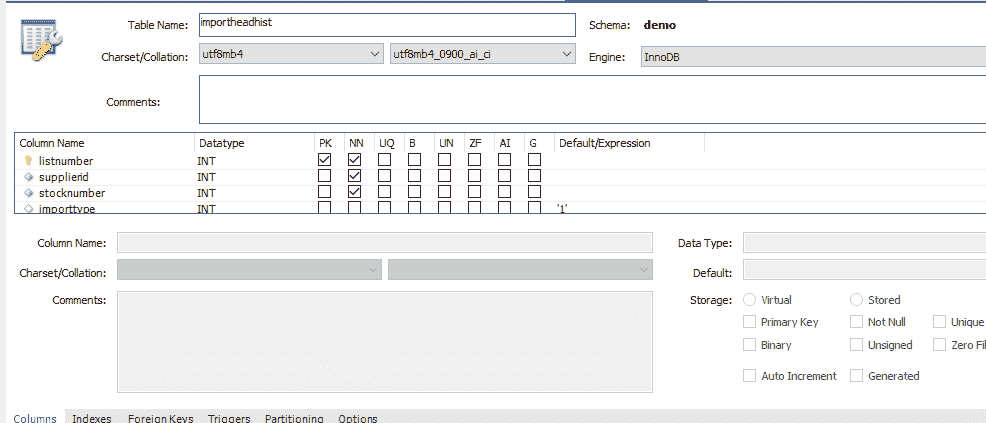 Table Name: importheadhist Schema: demo
Charset/Collation: utf8mb4 utf8mb4_0900_ai_ci Engine: InnoDB
Comments:
Column Name Datatype PK NN UQ B UN ZF AI G Default/Expression
listnumber INT
supplierid INT
stocknumber INT
importtype INT '1'
Column Name: Data Type:
Charset/Collation: Default:
Comments: Storage: Virtual Stored
Primary Key Not Null Unique
Binary Unsigned Zero Fil
Auto Increment Generated
Columns Indexes Foreign Keys Triggers Partitioning Options